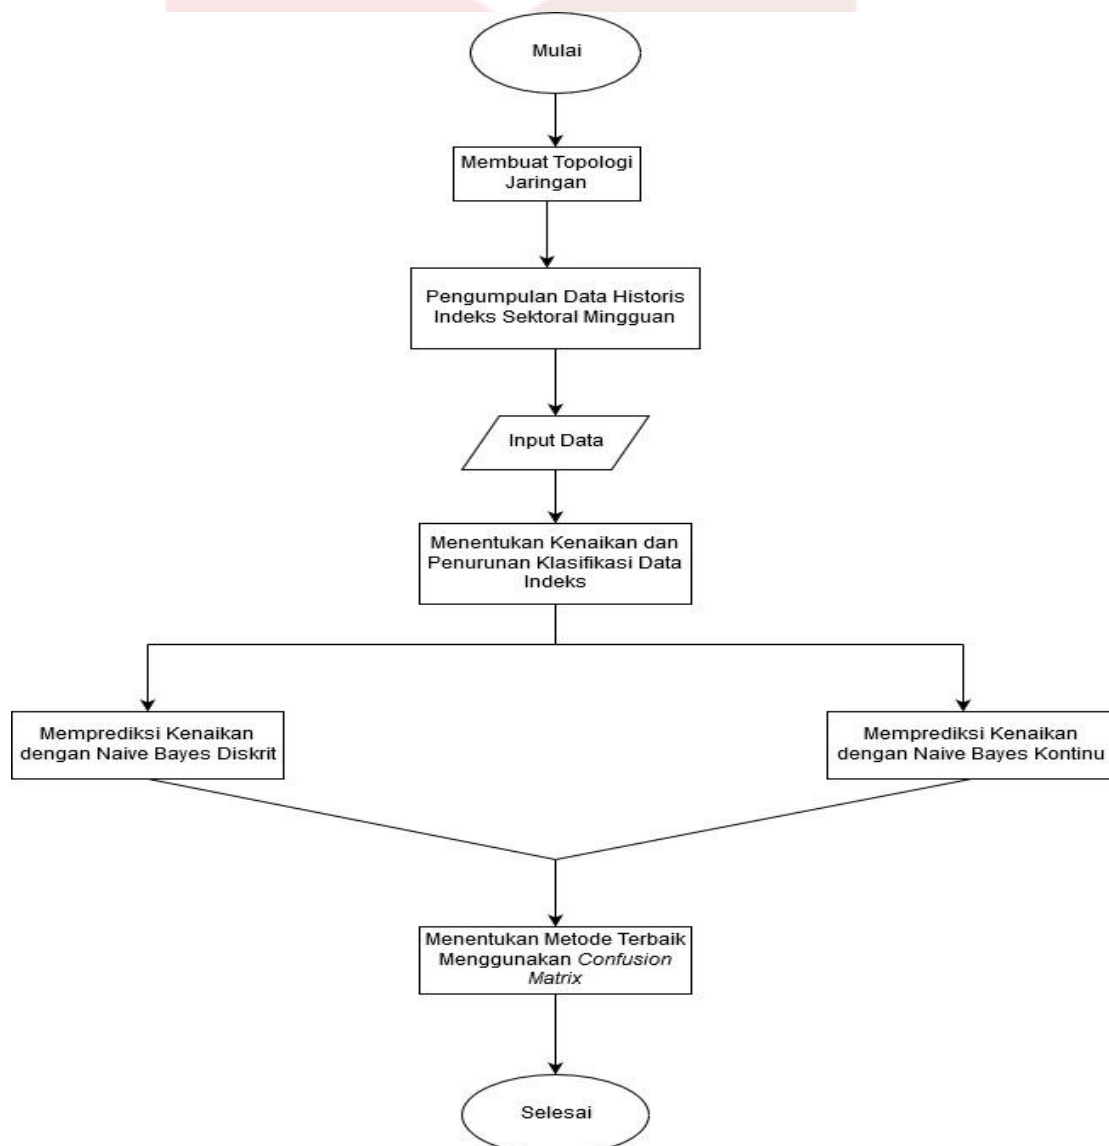 Mulai
Membuat Topologi
Jaringan
Pengumpulan Data Historis
Indeks Sektoral Mingguan
Input Data
Menentukan Kenaikan dan
Penurunan Klasifikasi Data
Indeks
Memprediksi Kenaikan
dengan Naive Bayes Diskrit
Memprediksi Kenaikan
dengan Naive Bayes Kontinu
Menentukan Metode Terbaik
Menggunakan Confusion
Matrix
Selesai